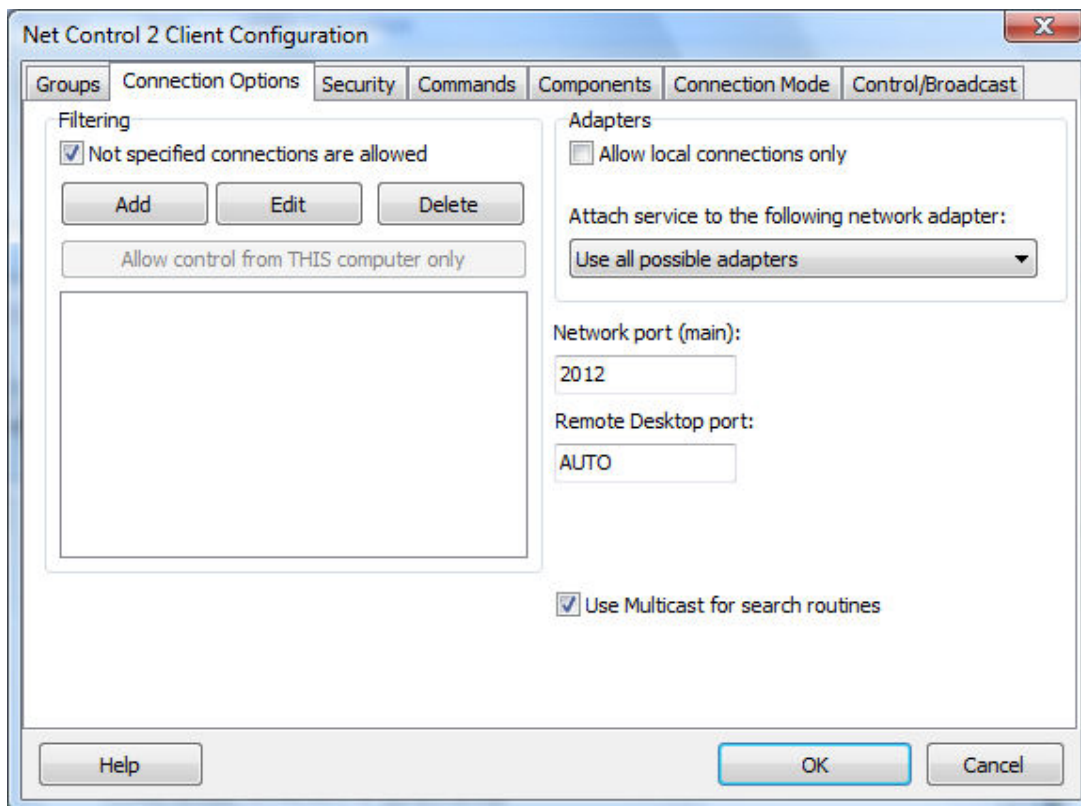 Net Control 2 Client Configuration
X
Groups Connection Options Security Commands Components Connection Mode Control/Broadcast
Filtering
Not specified connections are allowed
Add Edit Delete
Allow control from THIS computer only
Adapters
Allow local connections only
Attach service to the following network adapter:
Use all possible adapters
Network port (main):
2012
Remote Desktop port:
AUTO
Use Multicast for search routines
Help OK Cancel